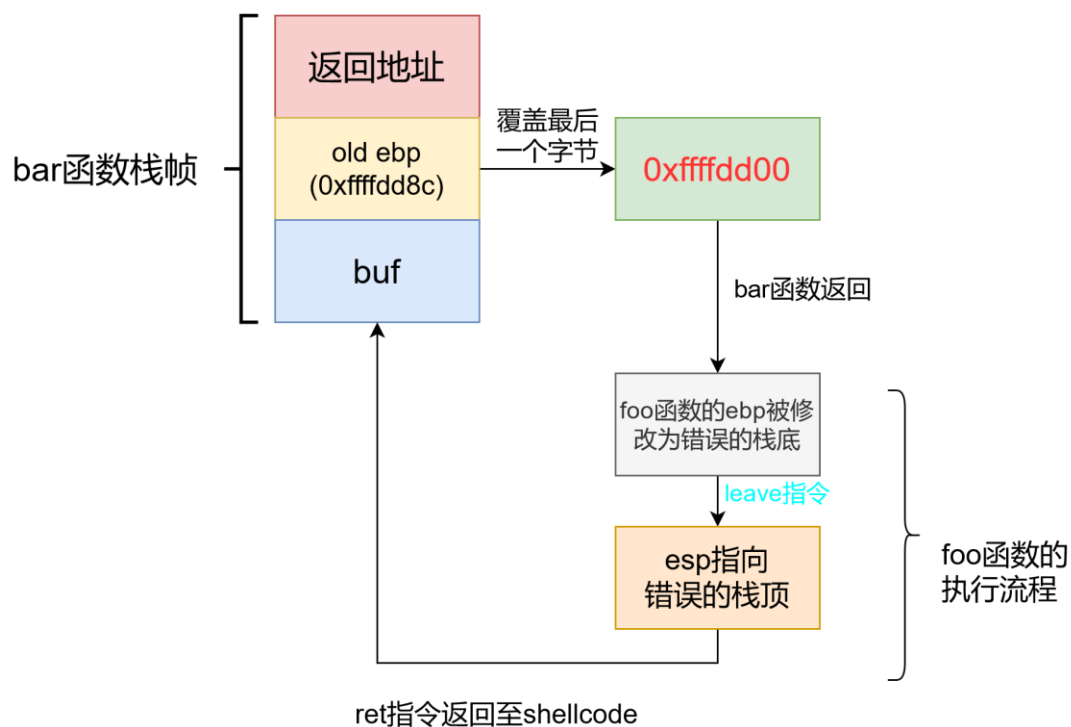 返回地址
覆盖最后
一个字节
bar函数栈帧
old ebp
(0xffffdd8c)
0xffffdd00
buf
bar函数返回
foo函数的ebp被修
改为错误的栈底
leave指令
esp指向
错误的栈顶
foo函数的
执行流程
ret指令返回至shellcode